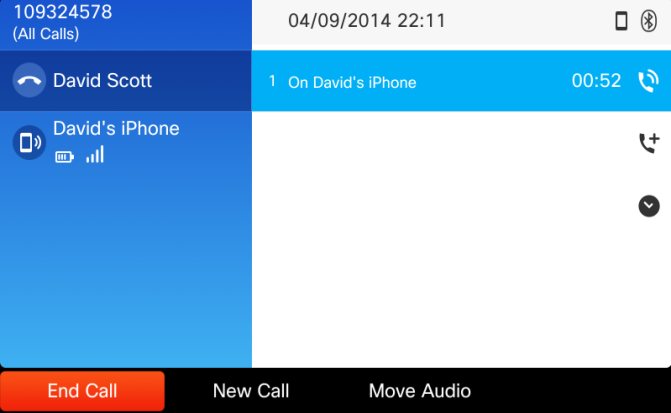 109324578
(All Calls)
04/09/2014 22:11
David Scott
1 On David's iPhone 00:52
David's iPhone
End Call New Call Move Audio